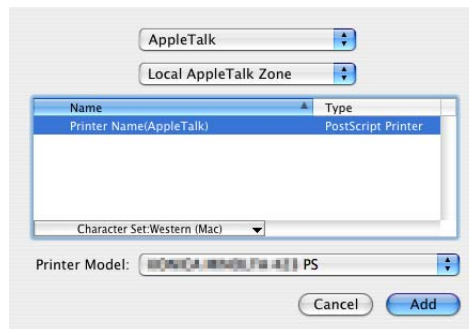 AppleTalk
Local AppleTalk Zone
Name Type
Printer Name(AppleTalk) PostScript Printer
Character Set:Western (Mac)
Printer Model: PS
Cancel Add